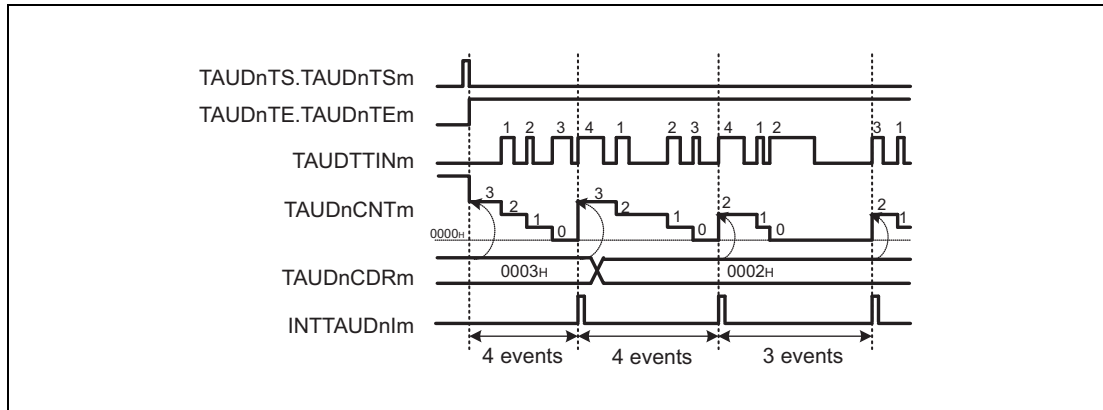 TAUDnTS.TAUDnTSm
TAUDnTE.TAUDnTEm
1 2 3 4 1 2 3 4 1 2 3 1
TAUDTTINm
3 2 1 0 3 2 1 0 2 1 0 2 1
TAUDnCNTm
0000H
TAUDnCDRm
0003H 0002H
INTTAUDnIm
4 events 4 events 3 events